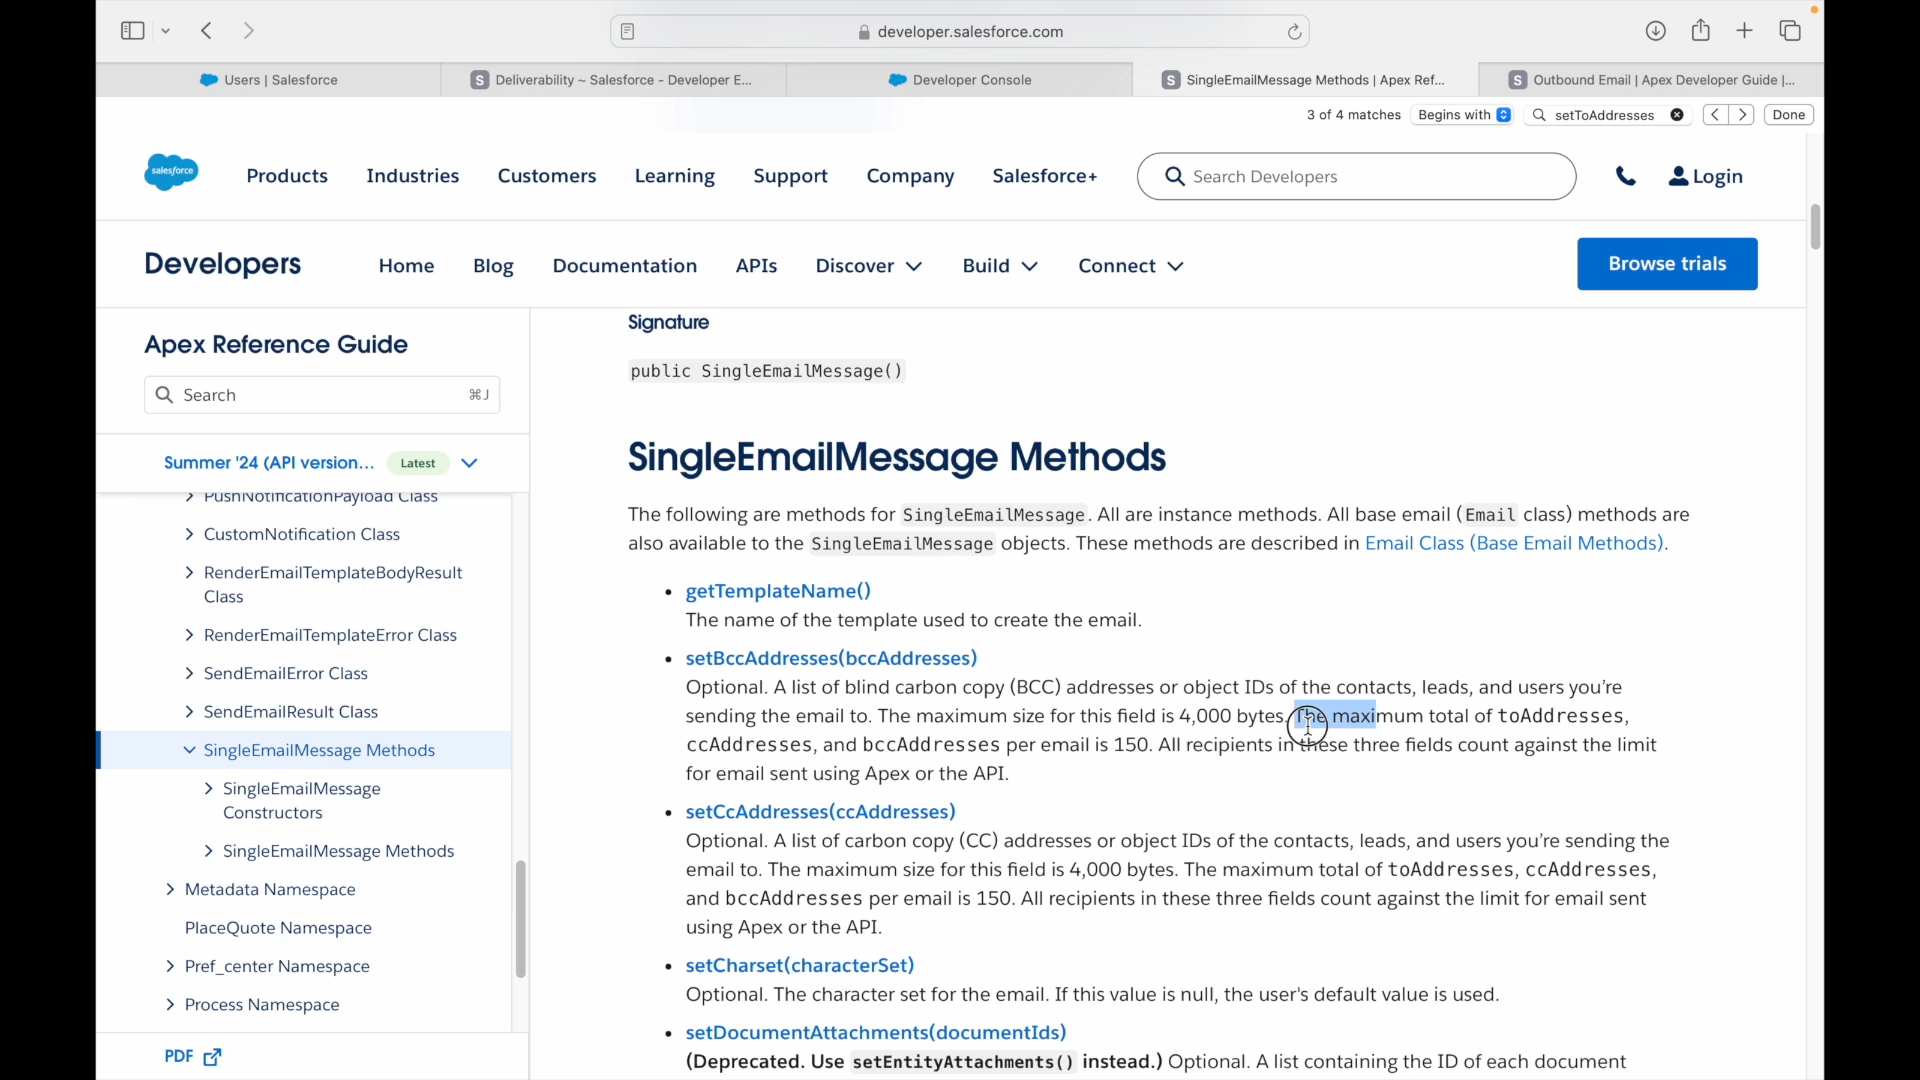 developer.salesforce.com
Users | Salesforce
S Deliverability ~ Salesforce - Developer E...
Developer Console
S SingleEmailMessage Methods | Apex Ref...
S Outbound Email | Apex Developer Guide |...
3 of 4 matches
Begins with
setToAddresses
Done
salesforce
Products
Industries
Customers
Learning
Support
Company
Salesforce+
Search Developers
Login
Developers
Home
Blog
Documentation
APIs
Discover
Build
Connect
Browse trials
Apex Reference Guide
Search
⌘J
Summer '24 (API version...
Latest
PushNotificationPayload Class
CustomNotification Class
RenderEmailTemplateBodyResult
Class
RenderEmailTemplateError Class
SendEmailError Class
SendEmailResult Class
SingleEmailMessage Methods
SingleEmailMessage
Constructors
SingleEmailMessage Methods
Metadata Namespace
PlaceQuote Namespace
Pref_center Namespace
Process Namespace
PDF
Signature
public SingleEmailMessage()
SingleEmailMessage Methods
The following are methods for SingleEmailMessage. All are instance methods. All base email (Email class) methods are
also available to the SingleEmailMessage objects. These methods are described in Email Class (Base Email Methods).
• getTemplateName()
The name of the template used to create the email.
• setBccAddresses(bccAddresses)
Optional. A list of blind carbon copy (BCC) addresses or object IDs of the contacts, leads, and users you're
sending the email to. The maximum size for this field is 4,000 bytes. The maximum total of toAddresses,
ccAddresses, and bccAddresses per email is 150. All recipients in these three fields count against the limit
for email sent using Apex or the API.
• setCcAddresses(ccAddresses)
Optional. A list of carbon copy (CC) addresses or object IDs of the contacts, leads, and users you're sending the
email to. The maximum size for this field is 4,000 bytes. The maximum total of toAddresses, ccAddresses,
and bccAddresses per email is 150. All recipients in these three fields count against the limit for email sent
using Apex or the API.
• setCharset(characterSet)
Optional. The character set for the email. If this value is null, the user's default value is used.
• setDocumentAttachments(documentIds)
(Deprecated. Use setEntityAttachments() instead.) Optional. A list containing the ID of each document